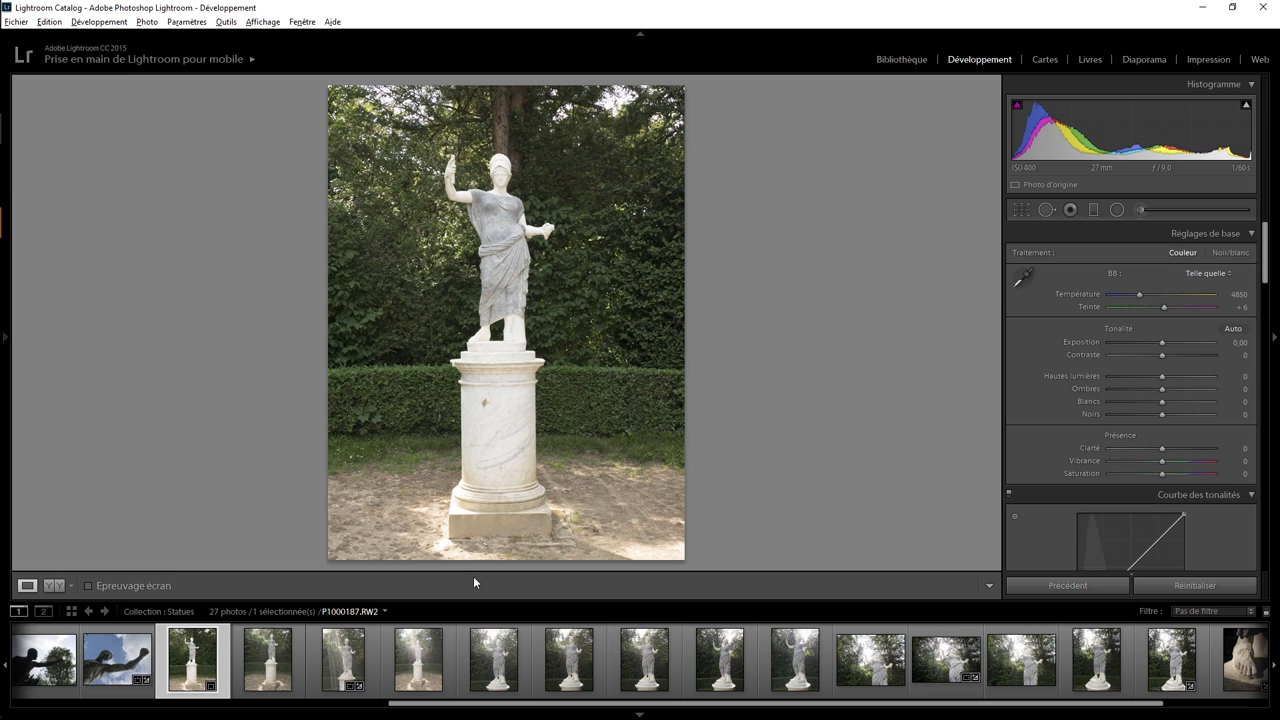 Lightroom Catalog - Adobe Photoshop Lightroom - Développement
Fichier Edition Développement Photo Paramètres Outils Affichage Fenêtre Aide
Lr
Adobe Lightroom CC 2015
Prise en main de Lightroom pour mobile
Bibliothèque | Développement | Cartes | Livres | Diaporama | Impression | Web
Histogramme
ISO 400 27 mm ƒ / 9,0 1/60 s
Photo d'origine
Réglages de base
Traitement : Couleur Noir/blanc
BB : Telle quelle
Température 4850
Teinte + 6
Tonalité Auto
Exposition 0,00
Contraste 0
Hautes lumières 0
Ombres 0
Blancs 0
Noirs 0
Présence
Clarté 0
Vibrance 0
Saturation 0
Courbe des tonalités
Y Y Epreuvage écran
Précédent Réinitialiser
1 2 Collection : Statues 27 photos / 1 sélectionnée(s) / P1000187.RW2 Filtre : Pas de filtre